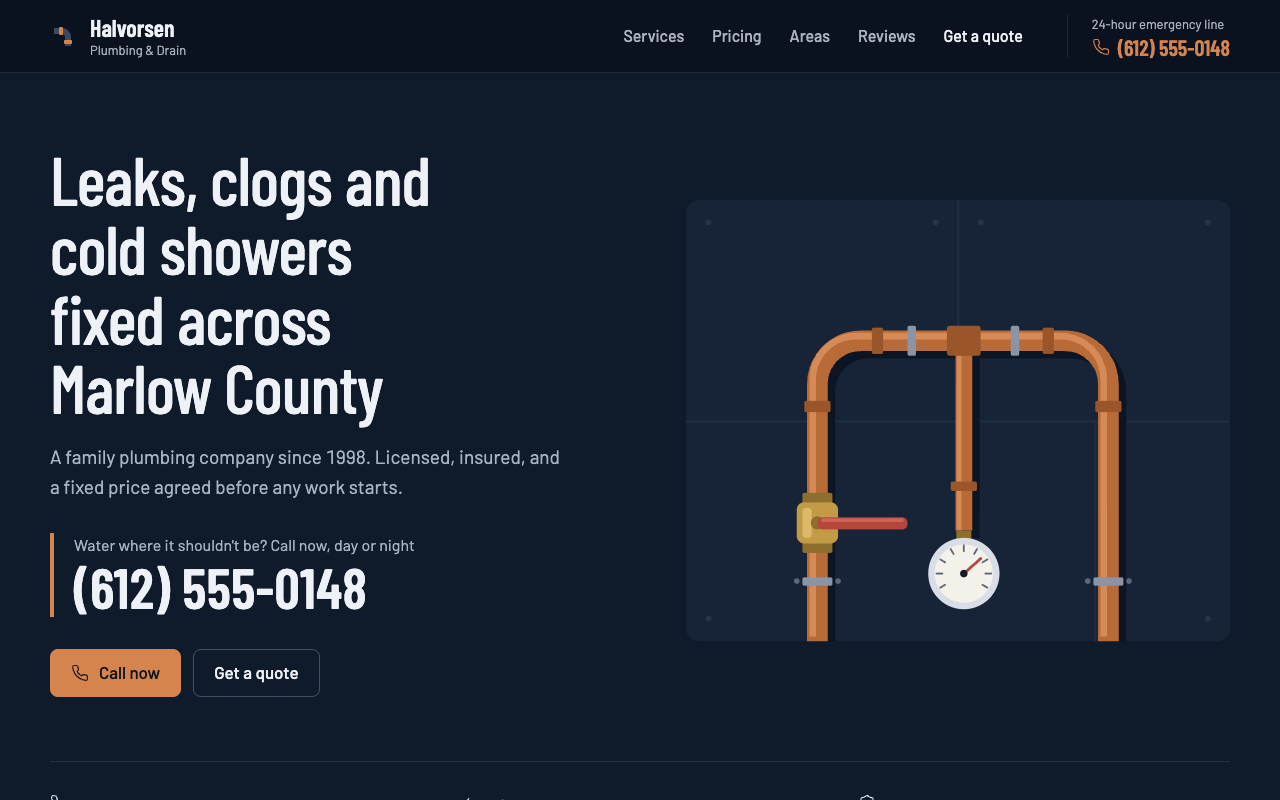 Halvorsen
Plumbing & Drain
Services
Pricing
Areas
Reviews
Get a quote
24-hour emergency line
(612) 555-0148
Leaks, clogs and
cold showers
fixed across
Marlow County
A family plumbing company since 1998. Licensed, insured, and
a fixed price agreed before any work starts.
Water where it shouldn't be? Call now, day or night
(612) 555-0148
Call now
Get a quote